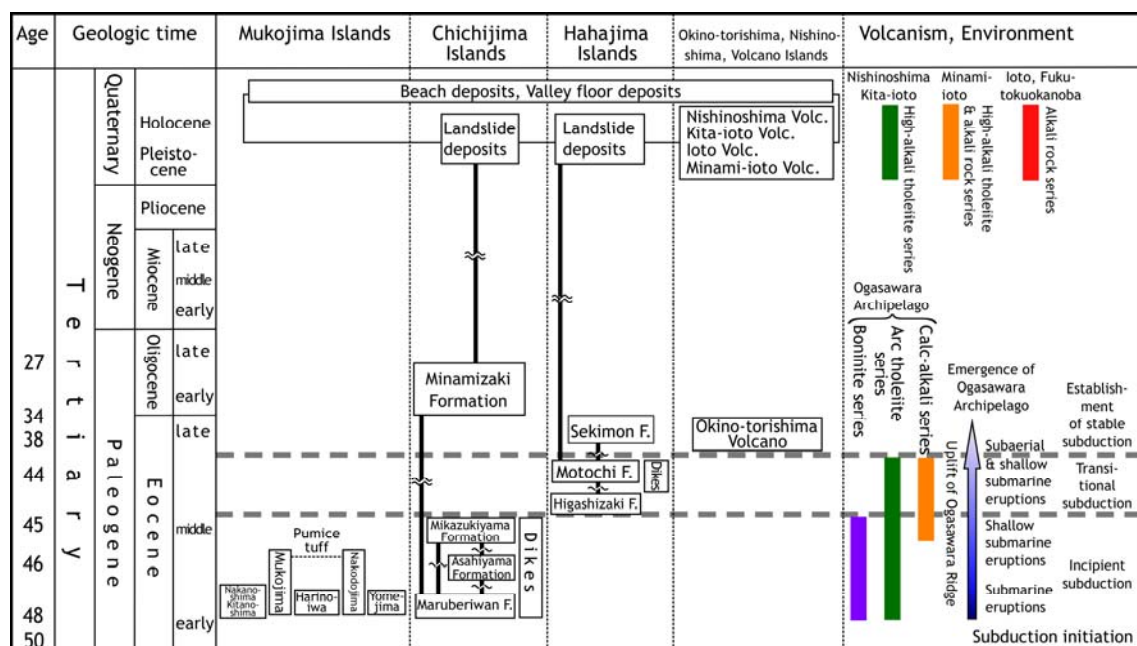 Age
Geologic time
Mukojima Islands
Chichijima
Islands
Hahajima
Islands
Okino-torishima, Nishino-
shima, Volcano Islands
Volcanism, Environment
Tertiary
Quaternary
Neogene
Paleogene
Holocene
Pleisto-
cene
Pliocene
Miocene
late
middle
early
Oligocene
late
early
Eocene
late
middle
early
27
34
38
44
45
46
48
50
Beach deposits, Valley floor deposits
Landslide
deposits
Landslide
deposits
Nishinoshima Volc.
Kita-ioto Volc.
Ioto Volc.
Minami-ioto Volc.
Minamizaki
Formation
Sekimon F.
Okino-torishima
Volcano
Motochi F.
Dikes
Higashizaki F.
Mikazukiyama
Formation
Asahiyama
Formation
Maruberiwan F.
Dikes
Pumice
tuff
Nakano-
shima
Kitano-
shima
Mukojima
Harino-
iwa
Nakodojima
Yome-
jima
Nishinoshima
Kita-ioto
High-alkali tholeiite series
Minami-
ioto
High-alkali tholeiite
& alkali rock series
Ioto, Fuku-
tokuokanoba
Alkali rock series
Ogasawara
Archipelago
Boninite series
Arc tholeiite
series
Calc-alkali series
Emergence of
Ogasawara
Archipelago
Uplift of Ogasawara Ridge
Subaerial
& shallow
submarine
eruptions
Shallow
submarine
eruptions
Submarine
eruptions
Establish-
ment
of stable
subduction
Transi-
tional
subduction
Incipient
subduction
Subduction initiation